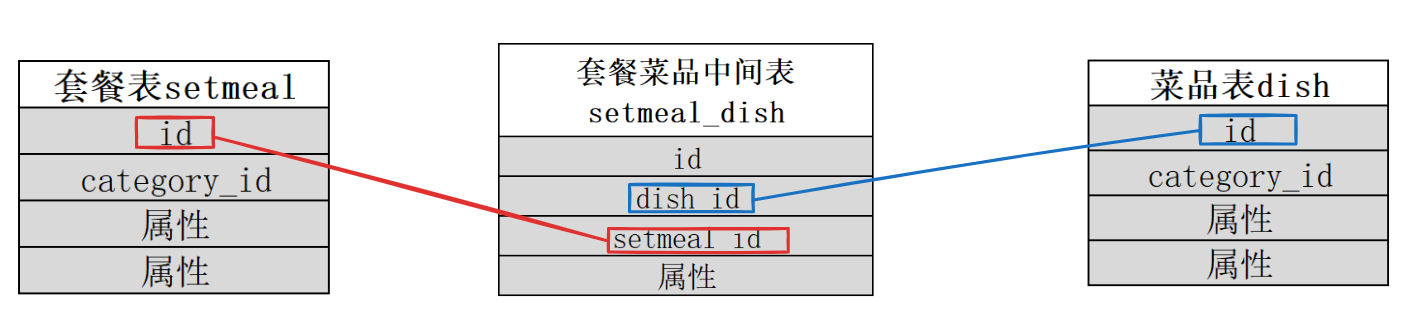 套餐表setmeal
id
category_id
属性
属性
套餐菜品中间表
setmeal_dish
id
dish_id
setmeal_id
属性
菜品表dish
id
category_id
属性
属性